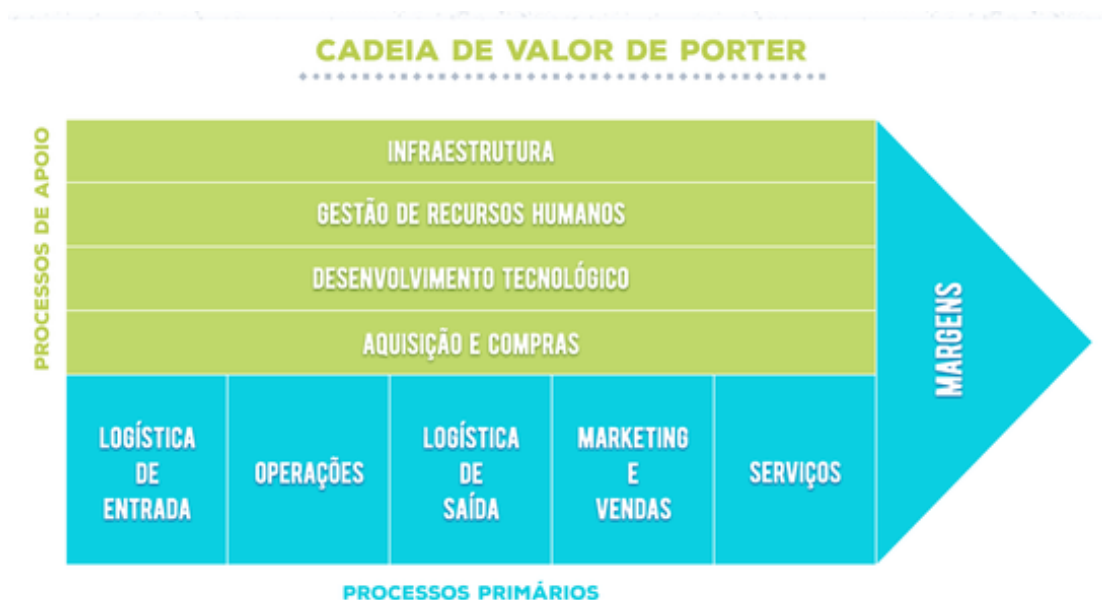 CADEIA DE VALOR DE PORTER
PROCESSOS DE APOIO
INFRAESTRUTURA
GESTÃO DE RECURSOS HUMANOS
DESENVOLVIMENTO TECNOLÓGICO
AQUISIÇÃO E COMPRAS
LOGÍSTICA
DE
ENTRADA
OPERAÇÕES
LOGÍSTICA
DE
SAÍDA
MARKETING
E
VENDAS
SERVIÇOS
MARGENS
PROCESSOS PRIMÁRIOS